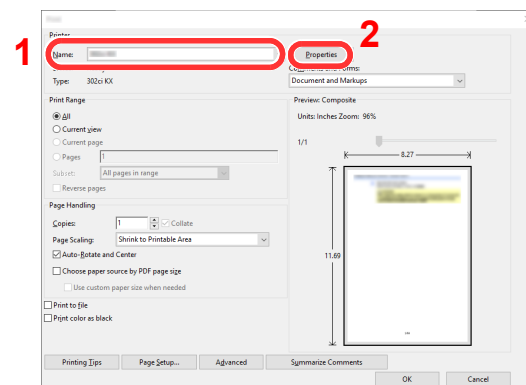 Printer
2
1
Name:
Properties
Type: 302ci KX
Document and Markups
Print Range
Preview: Composite
All
Units: Inches Zoom: 96%
Current view
Current page
1/1
Pages 1
8.27
Subset: All pages in range
Reverse pages
Page Handling
Copies: 1 Collate
Page Scaling: Shrink to Printable Area
Auto-Rotate and Center
11.69
Choose paper source by PDF page size
Use custom paper size when needed
Print to file
Print color as black
Printing Tips Page Setup... Advanced Summarize Comments
OK Cancel